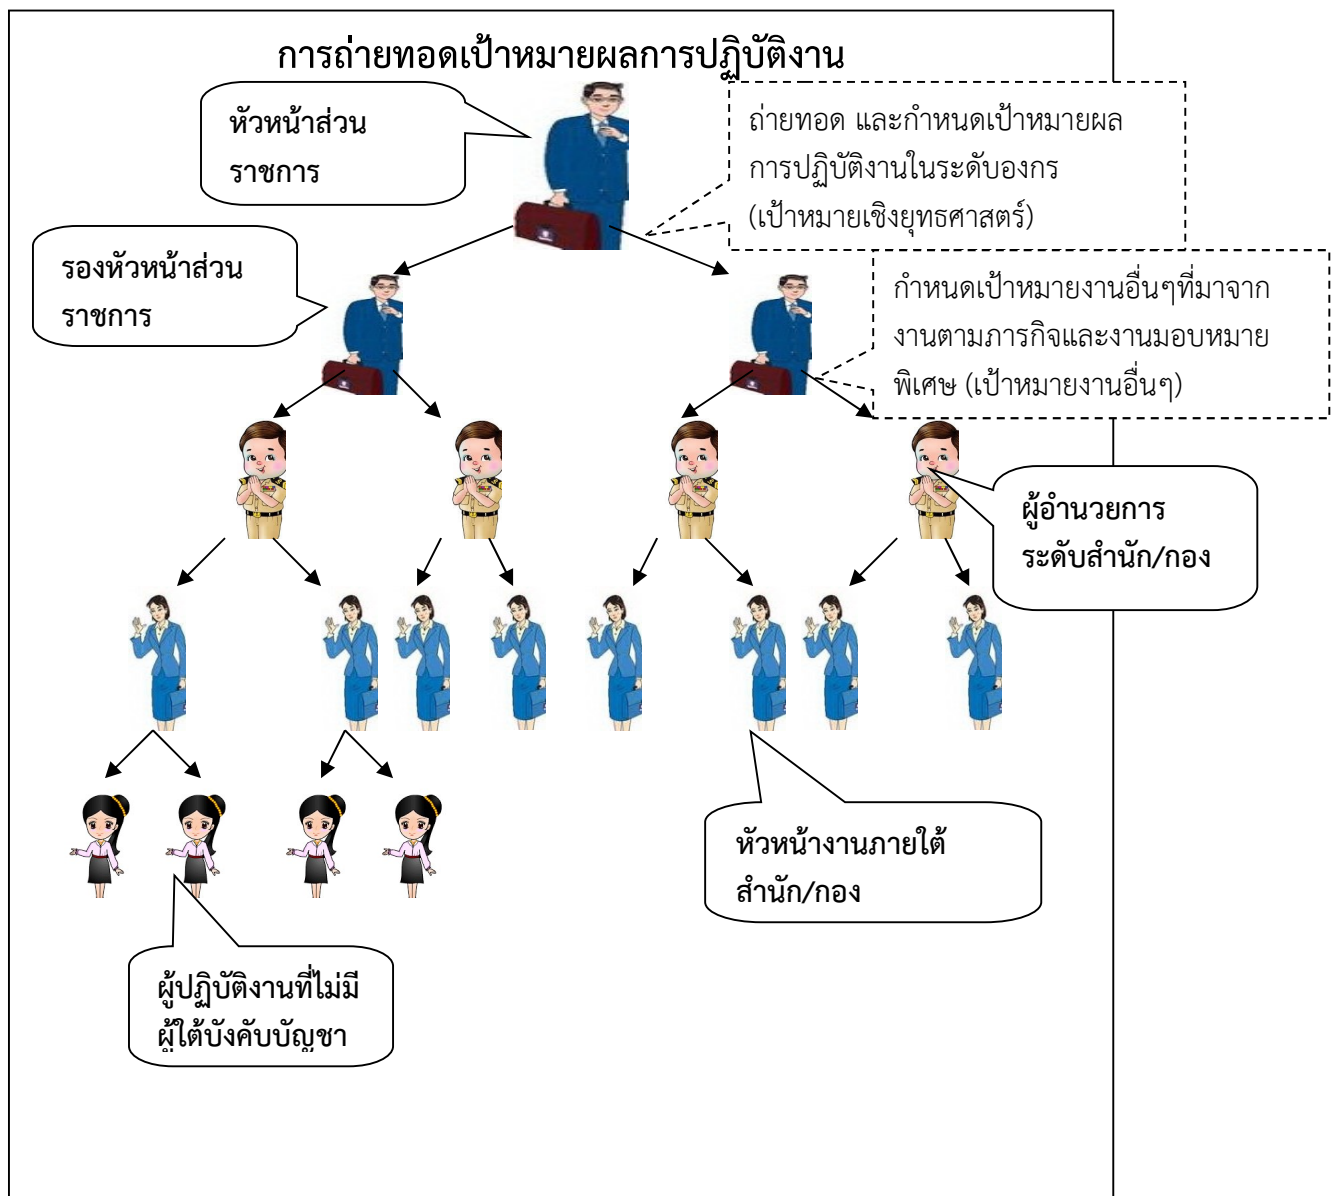 การถ่ายทอดเป้าหมายผลการปฏิบัติงาน
หัวหน้าส่วน
ราชการ
ถ่ายทอด และกำหนดเป้าหมายผล
การปฏิบัติงานในระดับองกร
(เป้าหมายเชิงยุทธศาสตร์)
รองหัวหน้าส่วน
ราชการ
กำหนดเป้าหมายงานอื่นๆที่มาจาก
งานตามภารกิจและงานมอบหมาย
พิเศษ (เป้าหมายงานอื่นๆ)
ผู้อำนวยการ
ระดับสำนัก/กอง
หัวหน้างานภายใต้
สำนัก/กอง
ผู้ปฏิบัติงานที่ไม่มี
ผู้ใต้บังคับบัญชา